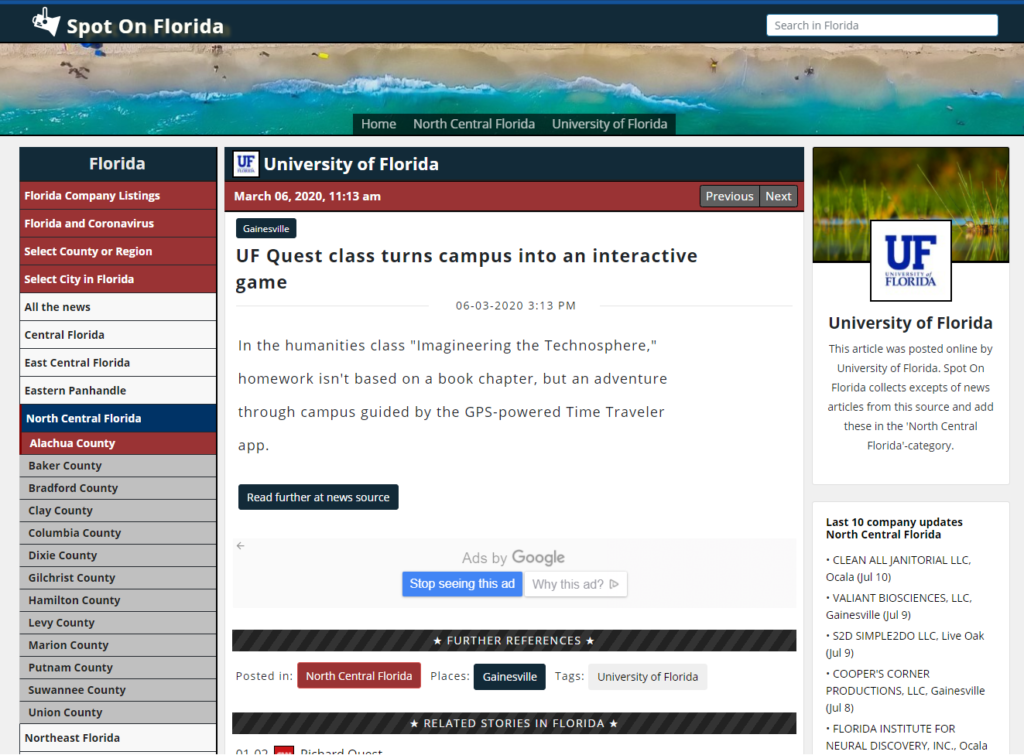 Spot On Florida
Search in Florida
Home North Central Florida University of Florida
Florida
Florida Company Listings
Florida and Coronavirus
Select County or Region
Select City in Florida
All the news
Central Florida
East Central Florida
Eastern Panhandle
North Central Florida
Alachua County
Baker County
Bradford County
Clay County
Columbia County
Dixie County
Gilchrist County
Hamilton County
Levy County
Marion County
Putnam County
Suwannee County
Union County
Northeast Florida
UF University of Florida
March 06, 2020, 11:13 am Previous Next
Gainesville
UF Quest class turns campus into an interactive
game
06-03-2020 3:13 PM
In the humanities class "Imagineering the Technosphere,"
homework isn't based on a book chapter, but an adventure
through campus guided by the GPS-powered Time Traveler
app.
Read further at news source
Ads by Google
Stop seeing this ad Why this ad?
★ FURTHER REFERENCES ★
Posted in: North Central Florida Places: Gainesville Tags: University of Florida
★ RELATED STORIES IN FLORIDA ★
01-02 Richard Quest
UF
UNIVERSITY of
FLORIDA
University of Florida
This article was posted online by
University of Florida. Spot On
Florida collects excepts of news
articles from this source and add
these in the 'North Central
Florida'-category.
Last 10 company updates
North Central Florida
• CLEAN ALL JANITORIAL LLC,
Ocala (Jul 10)
• VALIANT BIOSCIENCES, LLC,
Gainesville (Jul 9)
• S2D SIMPLE2DO LLC, Live Oak
(Jul 9)
• COOPER'S CORNER
PRODUCTIONS, LLC, Gainesville
(Jul 8)
• FLORIDA INSTITUTE FOR
NEURAL DISCOVERY, INC., Ocala